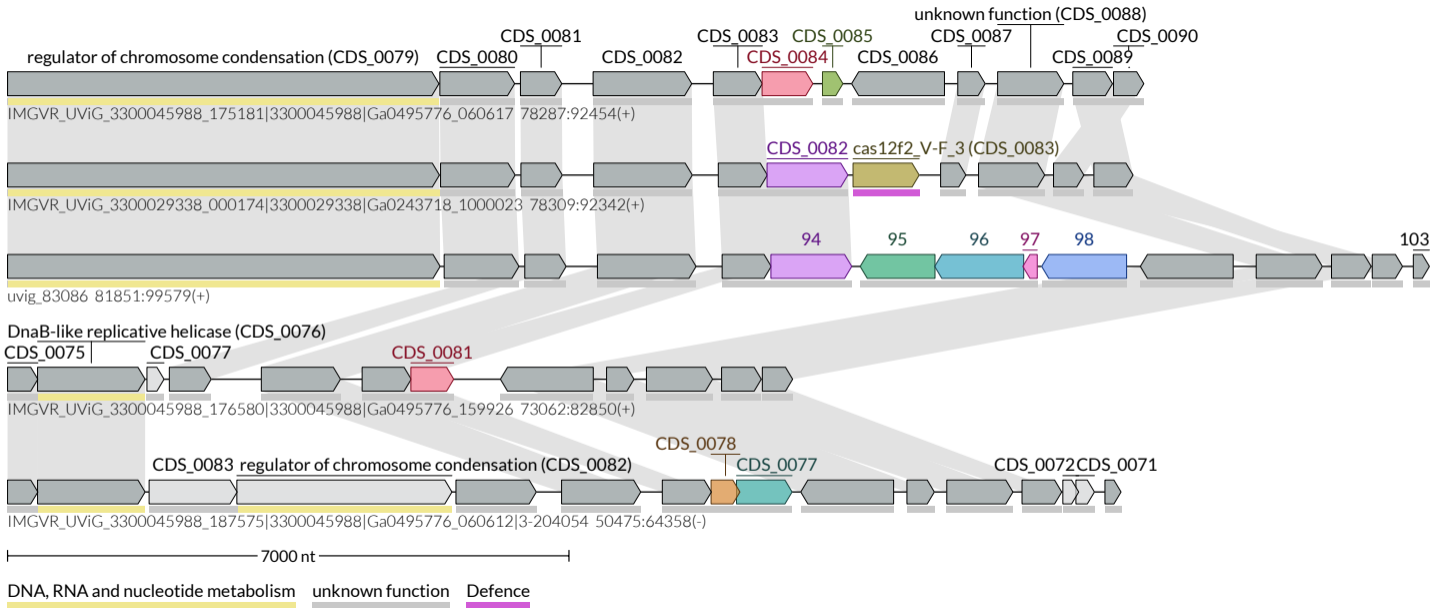 unknown function (CDS_0088)
CDS_0081 CDS_0083 CDS_0085 CDS_0087 CDS_0090
regulator of chromosome condensation (CDS_0079) CDS_0080 CDS_0082 CDS_0084 CDS_0086 CDS_0089
IMGVR_UViG_3300045988_175181|3300045988|Ga0495776_060617 78287:92454(+)
CDS_0082 cas12f2_V-F_3 (CDS_0083)
IMGVR_UViG_3300029338_000174|3300029338|Ga0243718_1000023 78309:92342(+)
94 95 96 97 98 103
uvig_83086 81851:99579(+)
DnaB-like replicative helicase (CDS_0076)
CDS_0075 CDS_0077 CDS_0081
IMGVR_UViG_3300045988_176580|3300045988|Ga0495776_159926 73062:82850(+)
CDS_0078
CDS_0083 regulator of chromosome condensation (CDS_0082) CDS_0077 CDS_0072 CDS_0071
IMGVR_UViG_3300045988_187575|3300045988|Ga0495776_060612|3-204054 50475:64358(-)
7000 nt
DNA, RNA and nucleotide metabolism unknown function Defence